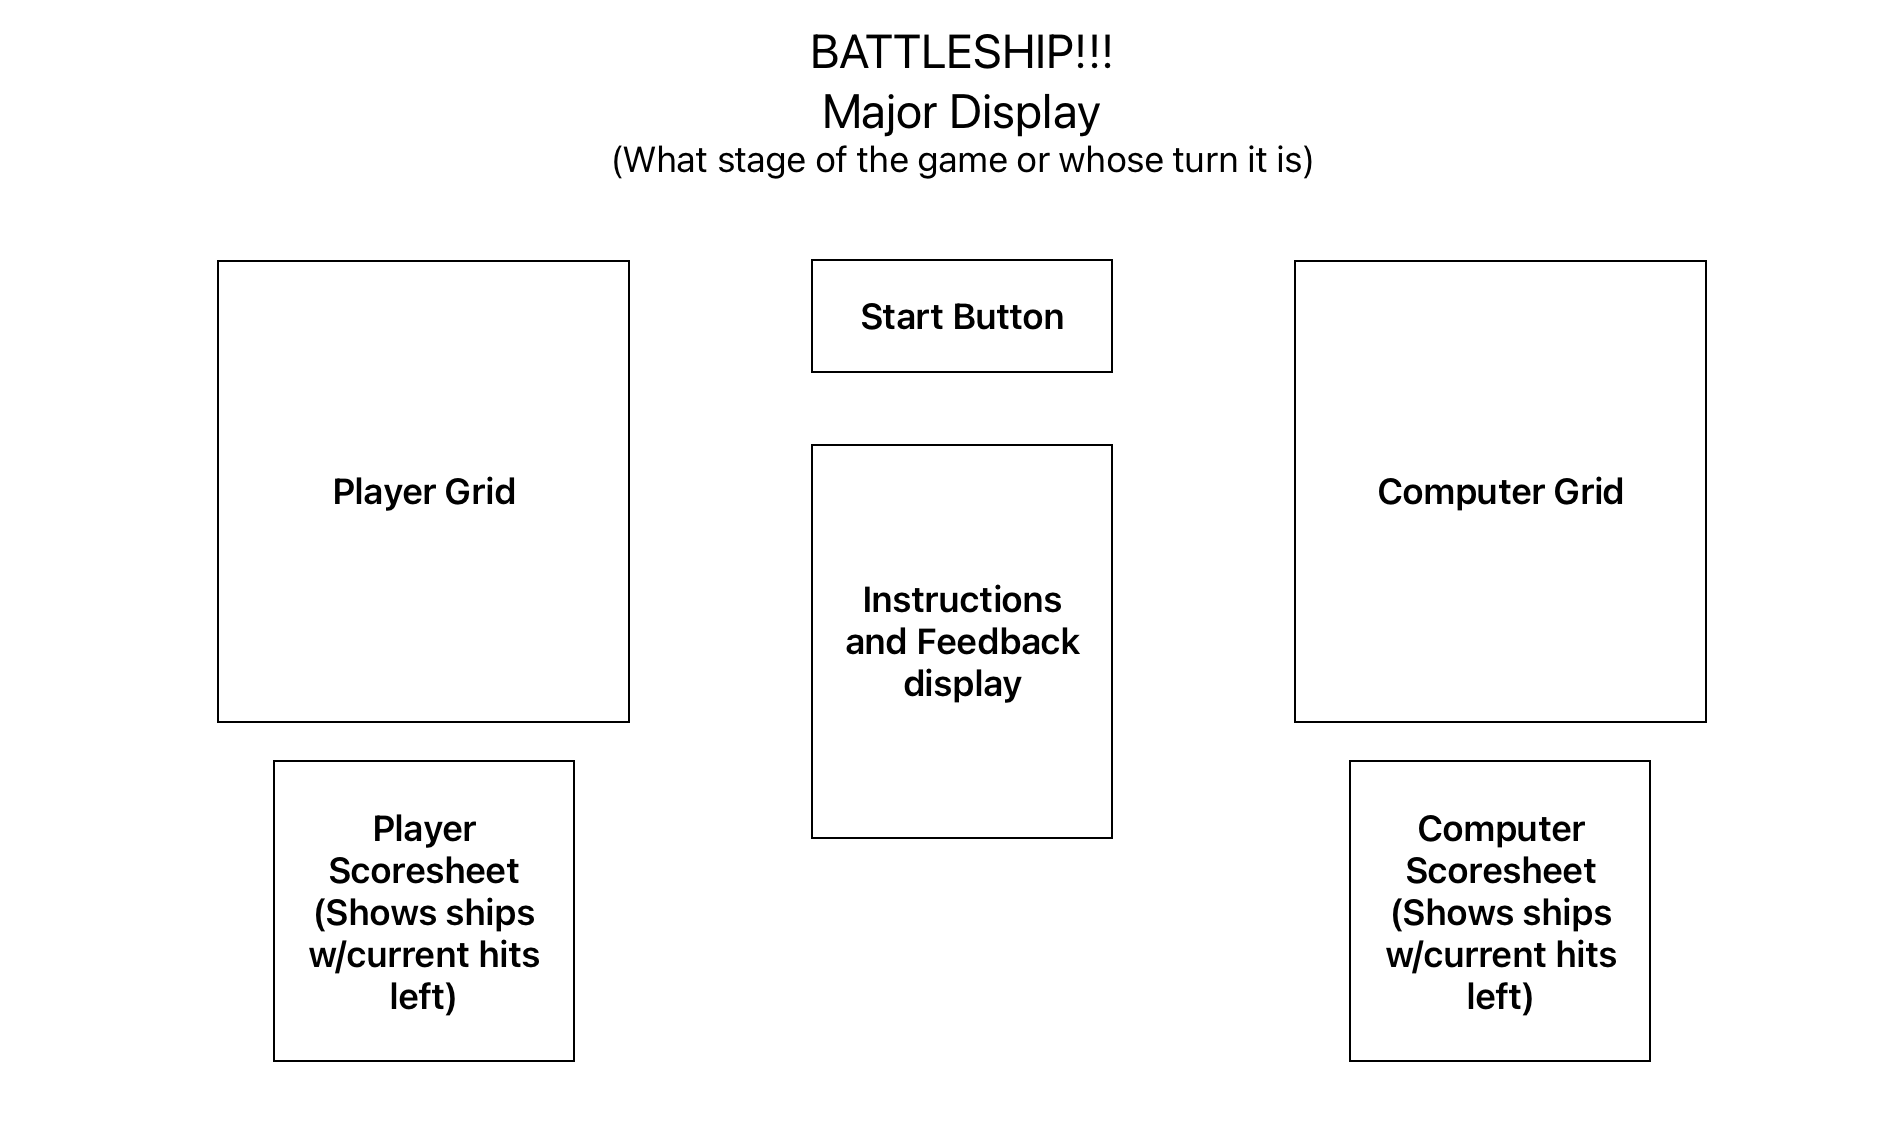 BATTLESHIP!!!
Major Display
(What stage of the game or whose turn it is)
Start Button
Player Grid
Computer Grid
Instructions
and Feedback
display
Player
Scoresheet
(Shows ships
w/current hits
left)
Computer
Scoresheet
(Shows ships
w/current hits
left)